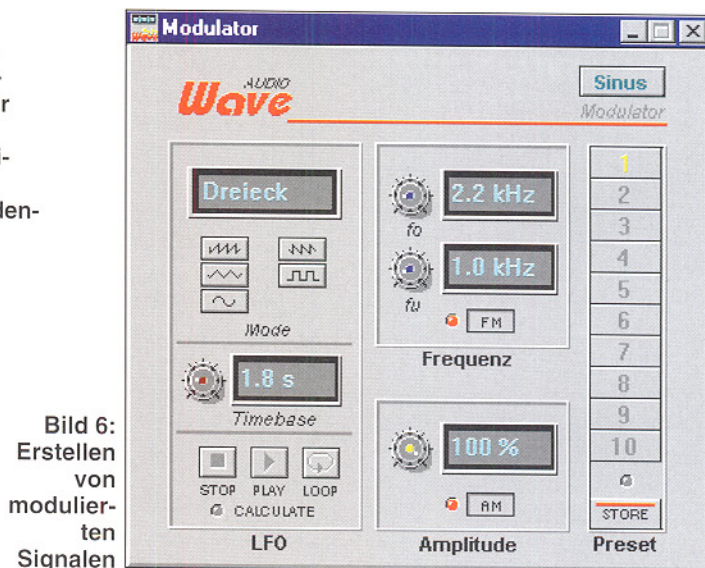 r
i-
den-
Bild 6:
Erstellen
von
modulier-
ten
Signalen
Modulator
AUDIO
Wave
Sinus
Modulator
Dreieck
Mode
1.8 s
Timebase
STOP PLAY LOOP
CALCULATE
LFO
fo
2.2 kHz
fu
1.0 kHz
FM
Frequenz
100 %
AM
Amplitude
1
2
3
4
5
6
7
8
9
10
STORE
Preset